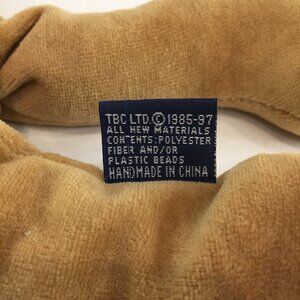 TBC LTD.©1985-97
ALL NEW MATERIALS
CONTENTS:POLYESTER
FIBER AND/OR
PLASTIC BEADS
HANDMADE IN CHINA